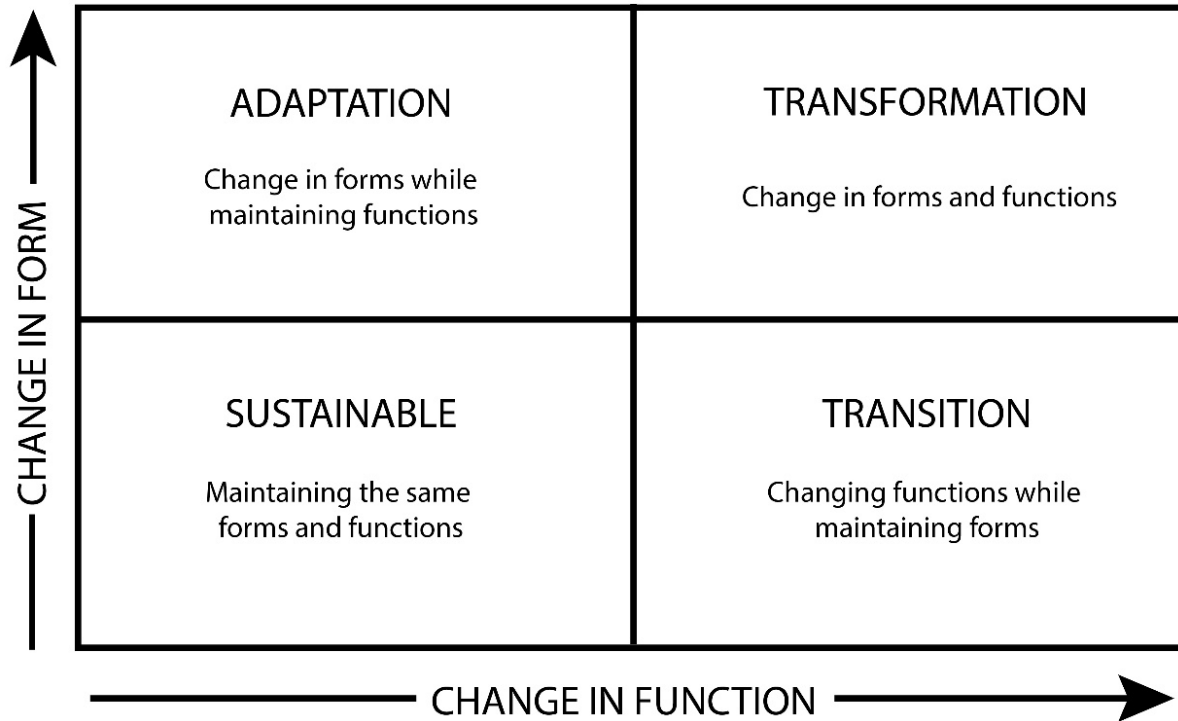 ADAPTATION
Change in forms while
maintaining functions
TRANSFORMATION
Change in forms and functions
SUSTAINABLE
Maintaining the same
forms and functions
TRANSITION
Changing functions while
maintaining forms
CHANGE IN FORM
CHANGE IN FUNCTION